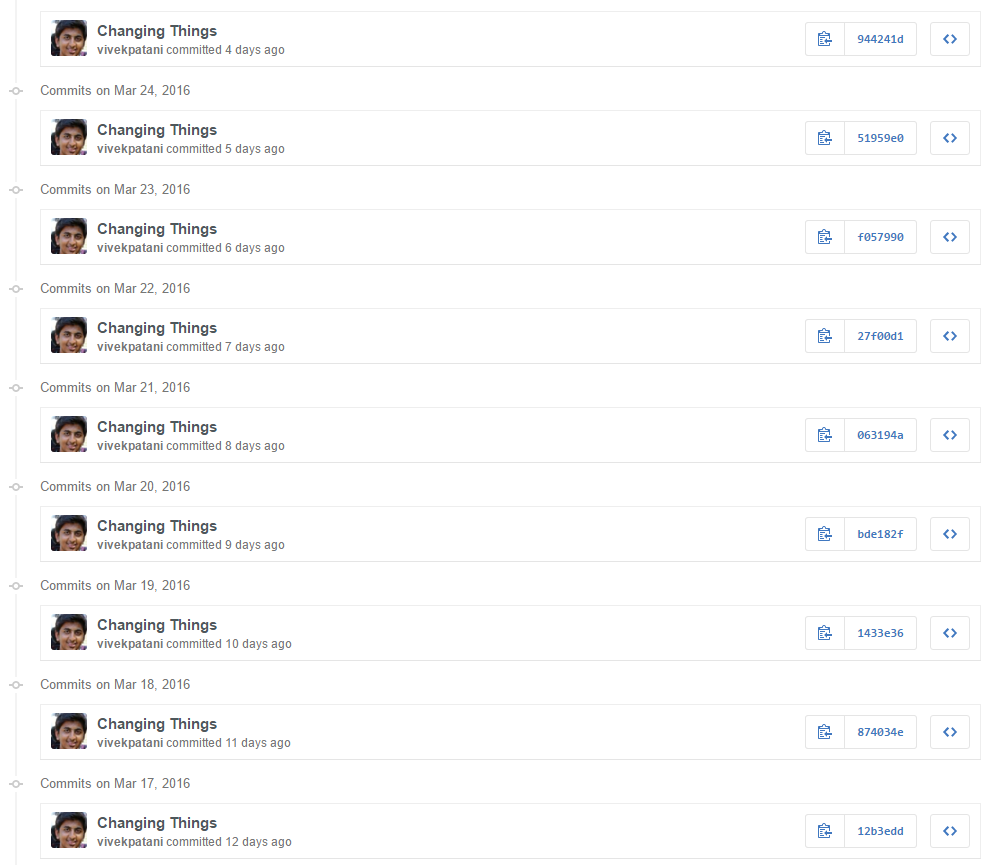 Changing Things
vivekpatani committed 4 days ago
944241d
Commits on Mar 24, 2016
Changing Things
vivekpatani committed 5 days ago
51959e0
Commits on Mar 23, 2016
Changing Things
vivekpatani committed 6 days ago
f057990
Commits on Mar 22, 2016
Changing Things
vivekpatani committed 7 days ago
27f00d1
Commits on Mar 21, 2016
Changing Things
vivekpatani committed 8 days ago
063194a
Commits on Mar 20, 2016
Changing Things
vivekpatani committed 9 days ago
bde182f
Commits on Mar 19, 2016
Changing Things
vivekpatani committed 10 days ago
1433e36
Commits on Mar 18, 2016
Changing Things
vivekpatani committed 11 days ago
874034e
Commits on Mar 17, 2016
Changing Things
vivekpatani committed 12 days ago
12b3edd